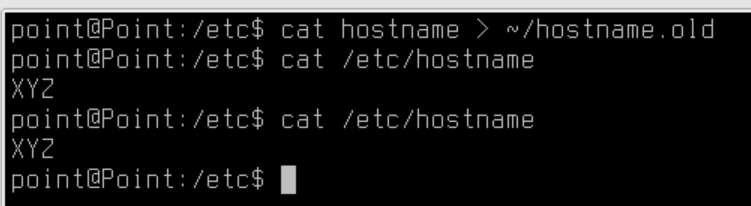 point@Point:/etc$ cat hostname > ~/hostname.old
point@Point:/etc$ cat /etc/hostname
XYZ
point@Point:/etc$ cat /etc/hostname
XYZ
point@Point:/etc$